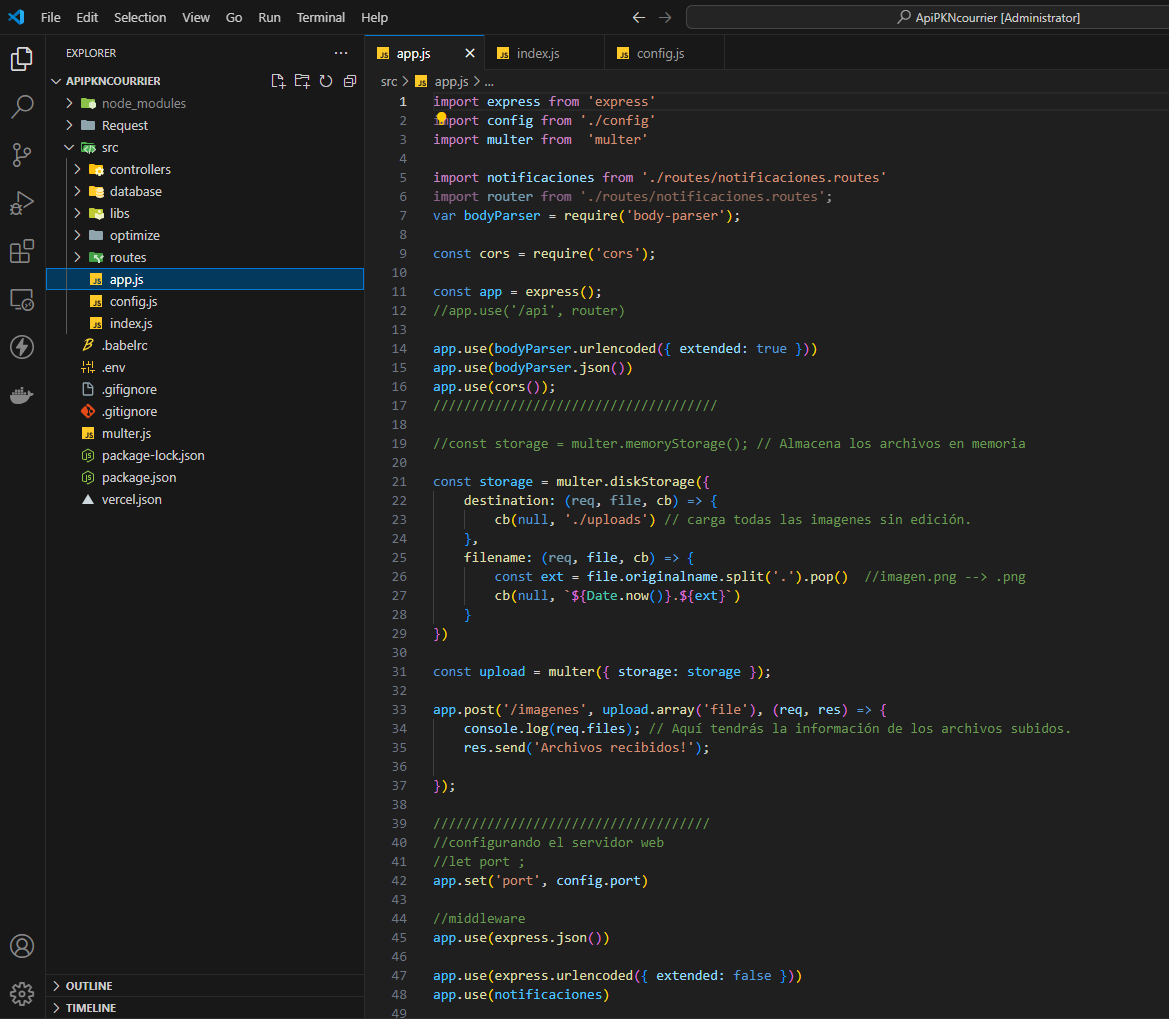 File Edit Selection View Go Run Terminal Help
ApiPKNcourrier [Administrator]
EXPLORER
APIPKNCOURRIER
node_modules
Request
src
controllers
database
libs
optimize
routes
app.js
config.js
index.js
.babelrc
.env
.gifignore
.gitignore
multer.js
package-lock.json
package.json
vercel.json
OUTLINE
TIMELINE
app.js index.js config.js
src > app.js > ...
1 import express from 'express'
2 import config from './config'
3 import multer from  'multer'
4
5 import notificaciones from './routes/notificaciones.routes'
6 import router from './routes/notificaciones.routes';
7 var bodyParser = require('body-parser');
8
9 const cors = require('cors');
10
11 const app = express();
12 //app.use('/api', router)
13
14 app.use(bodyParser.urlencoded({ extended: true }))
15 app.use(bodyParser.json())
16 app.use(cors());
17 /////////////////////////////////////
18
19 //const storage = multer.memoryStorage(); // Almacena los archivos en memoria
20
21 const storage = multer.diskStorage({
22     destination: (req, file, cb) => {
23         cb(null, './uploads') // carga todas las imagenes sin edición.
24     },
25     filename: (req, file, cb) => {
26         const ext = file.originalname.split('.').pop()  //imagen.png --> .png
27         cb(null, `${Date.now()}.${ext}`)
28     }
29 })
30
31 const upload = multer({ storage: storage });
32
33 app.post('/imagenes', upload.array('file'), (req, res) => {
34     console.log(req.files); // Aquí tendrás la información de los archivos subidos.
35     res.send('Archivos recibidos!');
36
37 });
38
39 ////////////////////////////////////
40 //configurando el servidor web
41 //let port ;
42 app.set('port', config.port)
43
44 //middleware
45 app.use(express.json())
46
47 app.use(express.urlencoded({ extended: false }))
48 app.use(notificaciones)
49